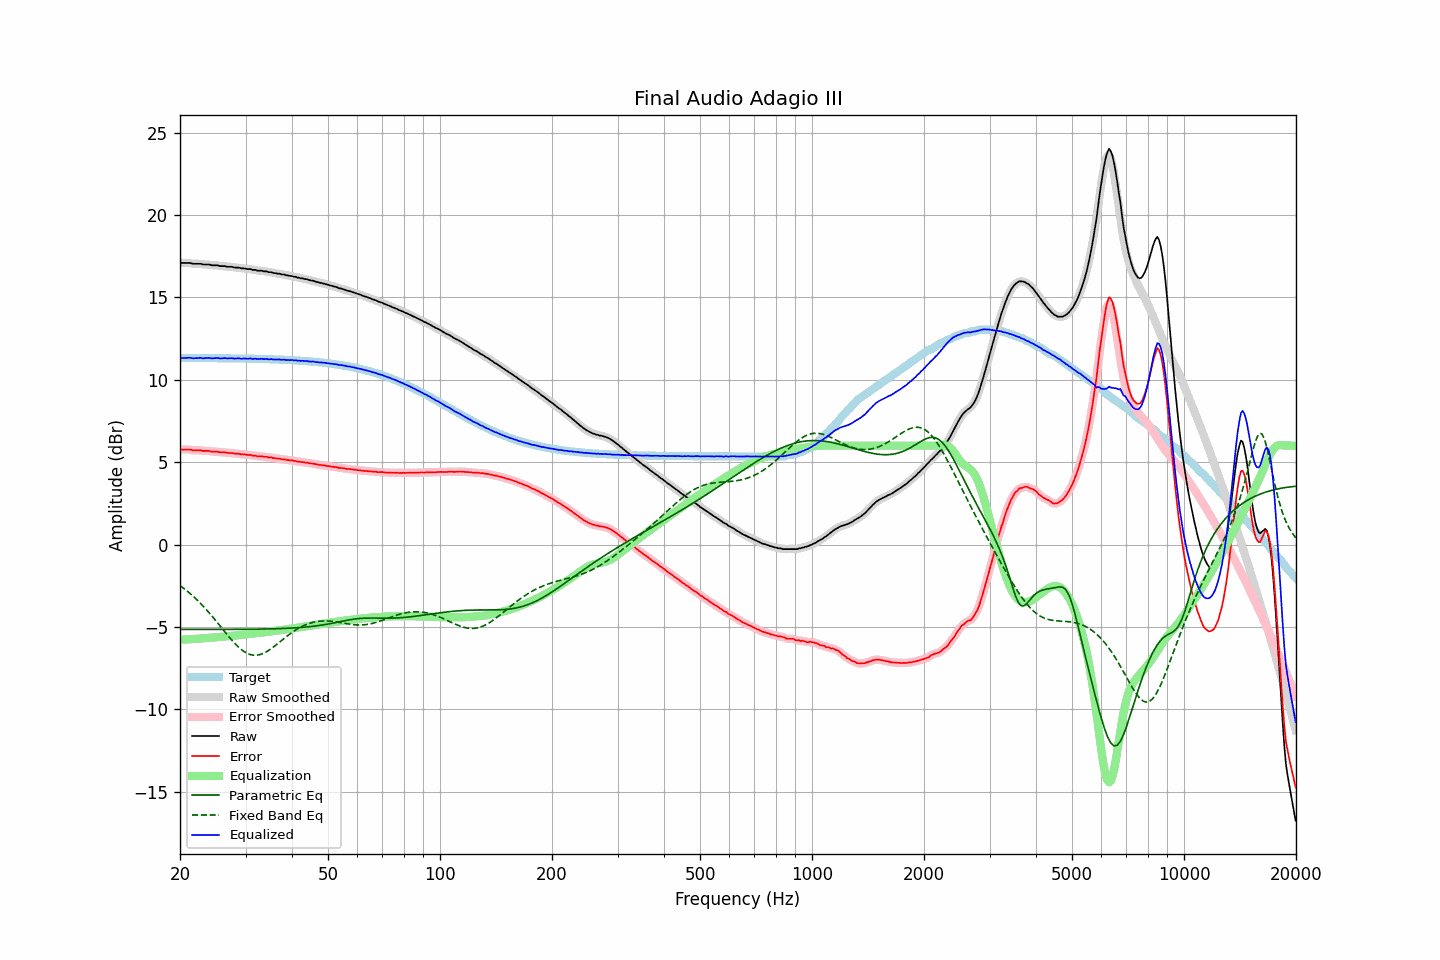 Final Audio Adagio III
Amplitude (dBr)
25
20
15
10
5
0
−5
−10
−15
Target
Raw Smoothed
Error Smoothed
Raw
Error
Equalization
Parametric Eq
Fixed Band Eq
Equalized
20 50 100 200 500 1000 2000 5000 10000 20000
Frequency (Hz)